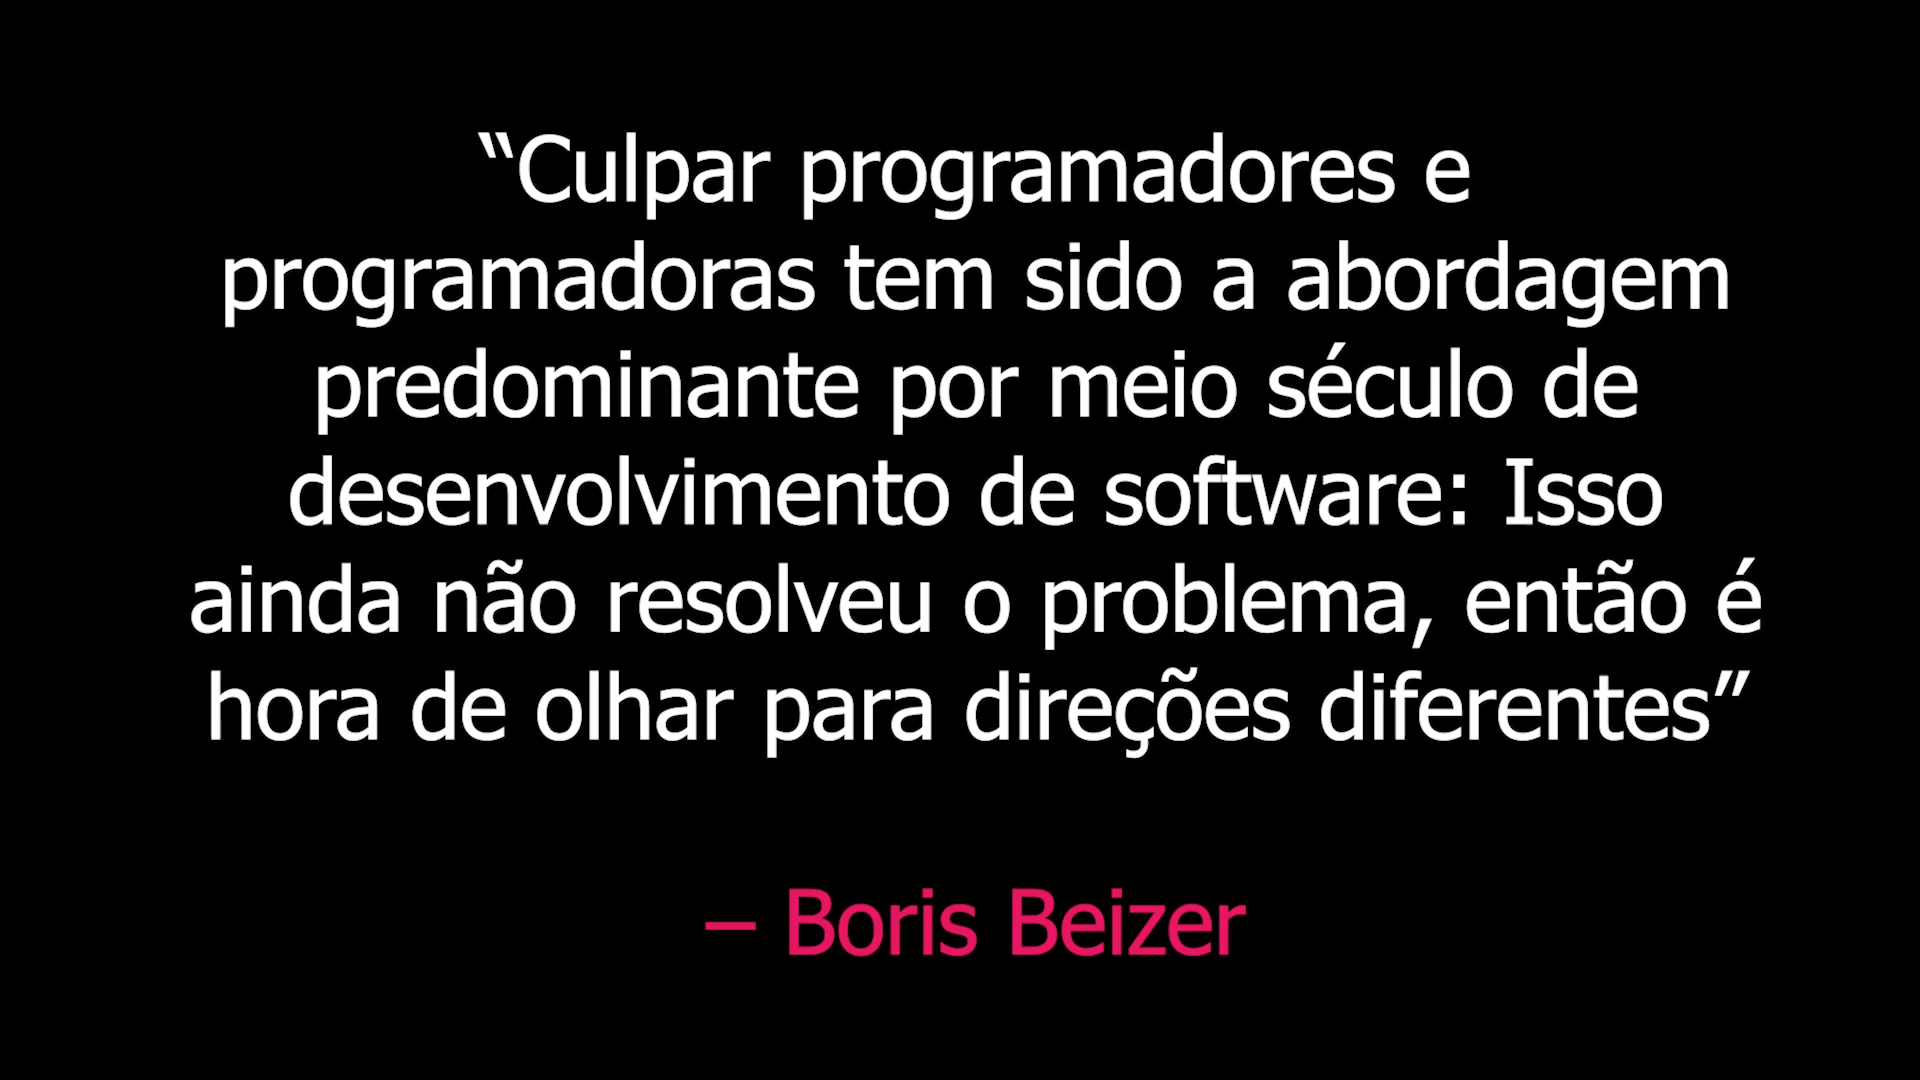 “Culpar programadores e
programadoras tem sido a abordagem
predominante por meio século de
desenvolvimento de software: Isso
ainda não resolveu o problema, então é
hora de olhar para direções diferentes”
– Boris Beizer